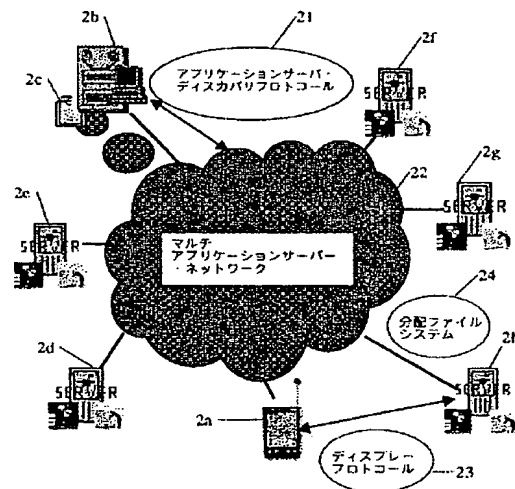 2b
21
2f
2c
アプリケーションサーバ・
ディスカバリプロトコール
SERVER
2g
22
2e
SERVER
SERVER
マルチ
アプリケーションサーバー
・ネットワーク
24
分配ファイル
システム
2d
2h
SERVER
SERVER
2a
ディスプレー
プロトコール
23